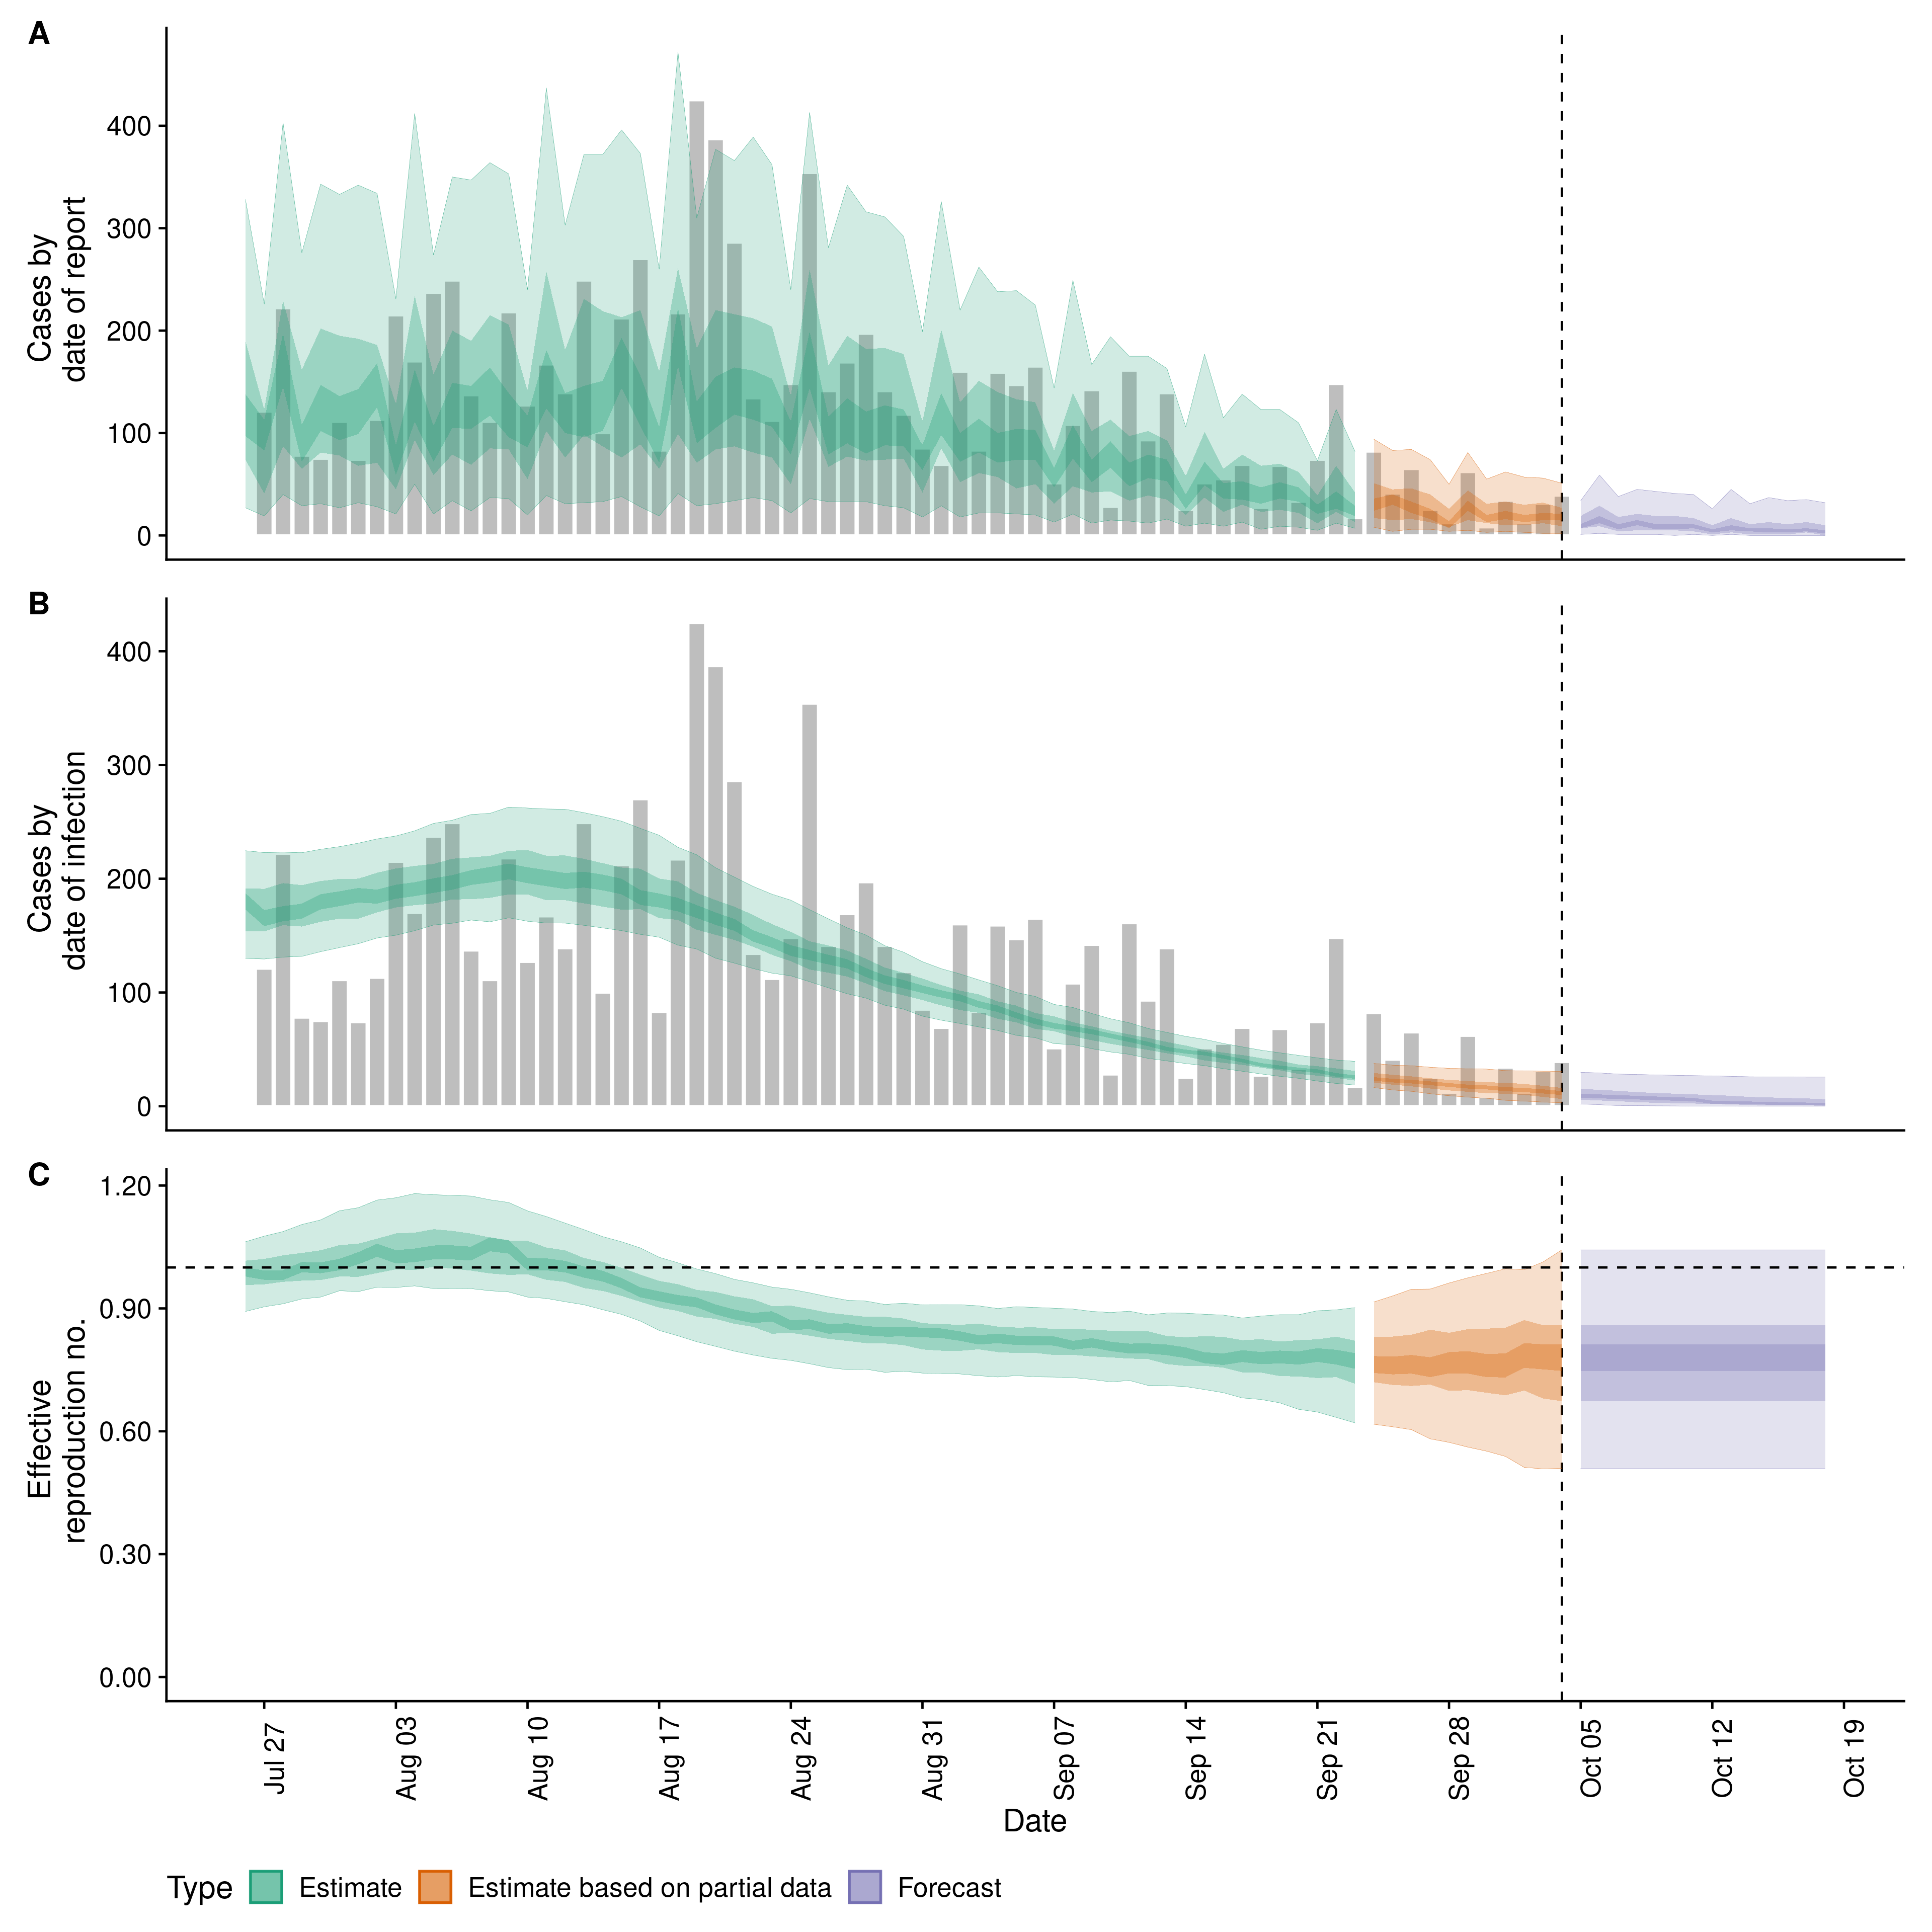 A
Cases by
date of report
400
300
200
100
0
B
Cases by
date of infection
400
300
200
100
0
C
Effective
reproduction no.
1.20
0.90
0.60
0.30
0.00
Jul 27
Aug 03
Aug 10
Aug 17
Aug 24
Aug 31
Sep 07
Sep 14
Sep 21
Sep 28
Oct 05
Oct 12
Oct 19
Date
Type Estimate Estimate based on partial data Forecast